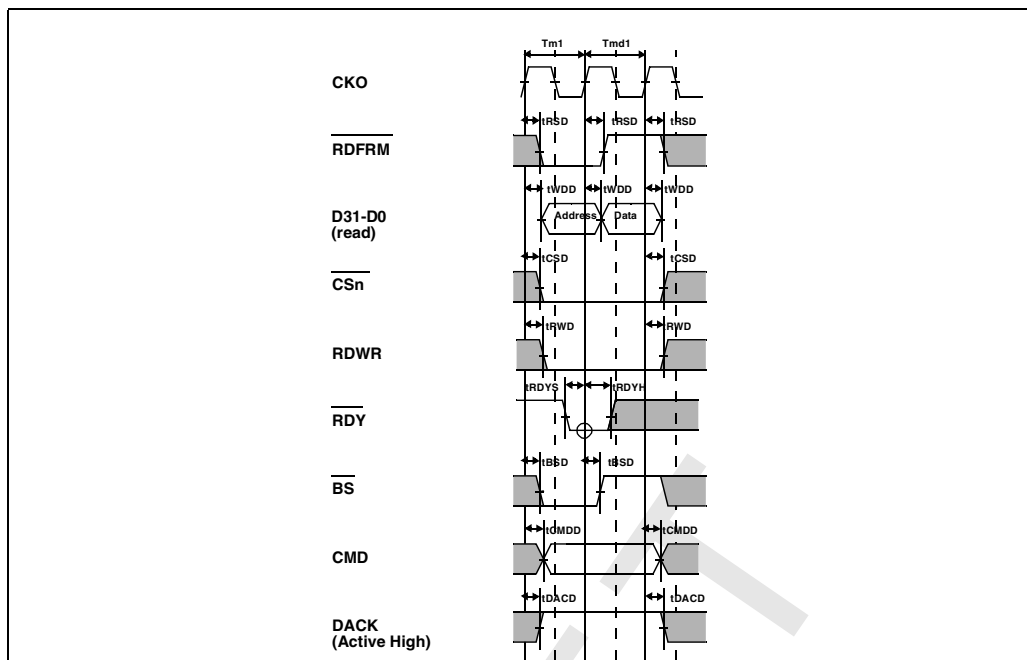 Tm1 Tmd1
CKO
tRSD tRSD tRSD
RDFRM
tWDD tWDD tWDD
D31-D0 Address Data
(read)
tCSD tCSD
CSn
tRWD tRWD
RDWR
tRDYS tRDYH
RDY
tBSD tBSD
BS
tCMDD tCMDD
CMD
tDACD tDACD
DACK
(Active High)